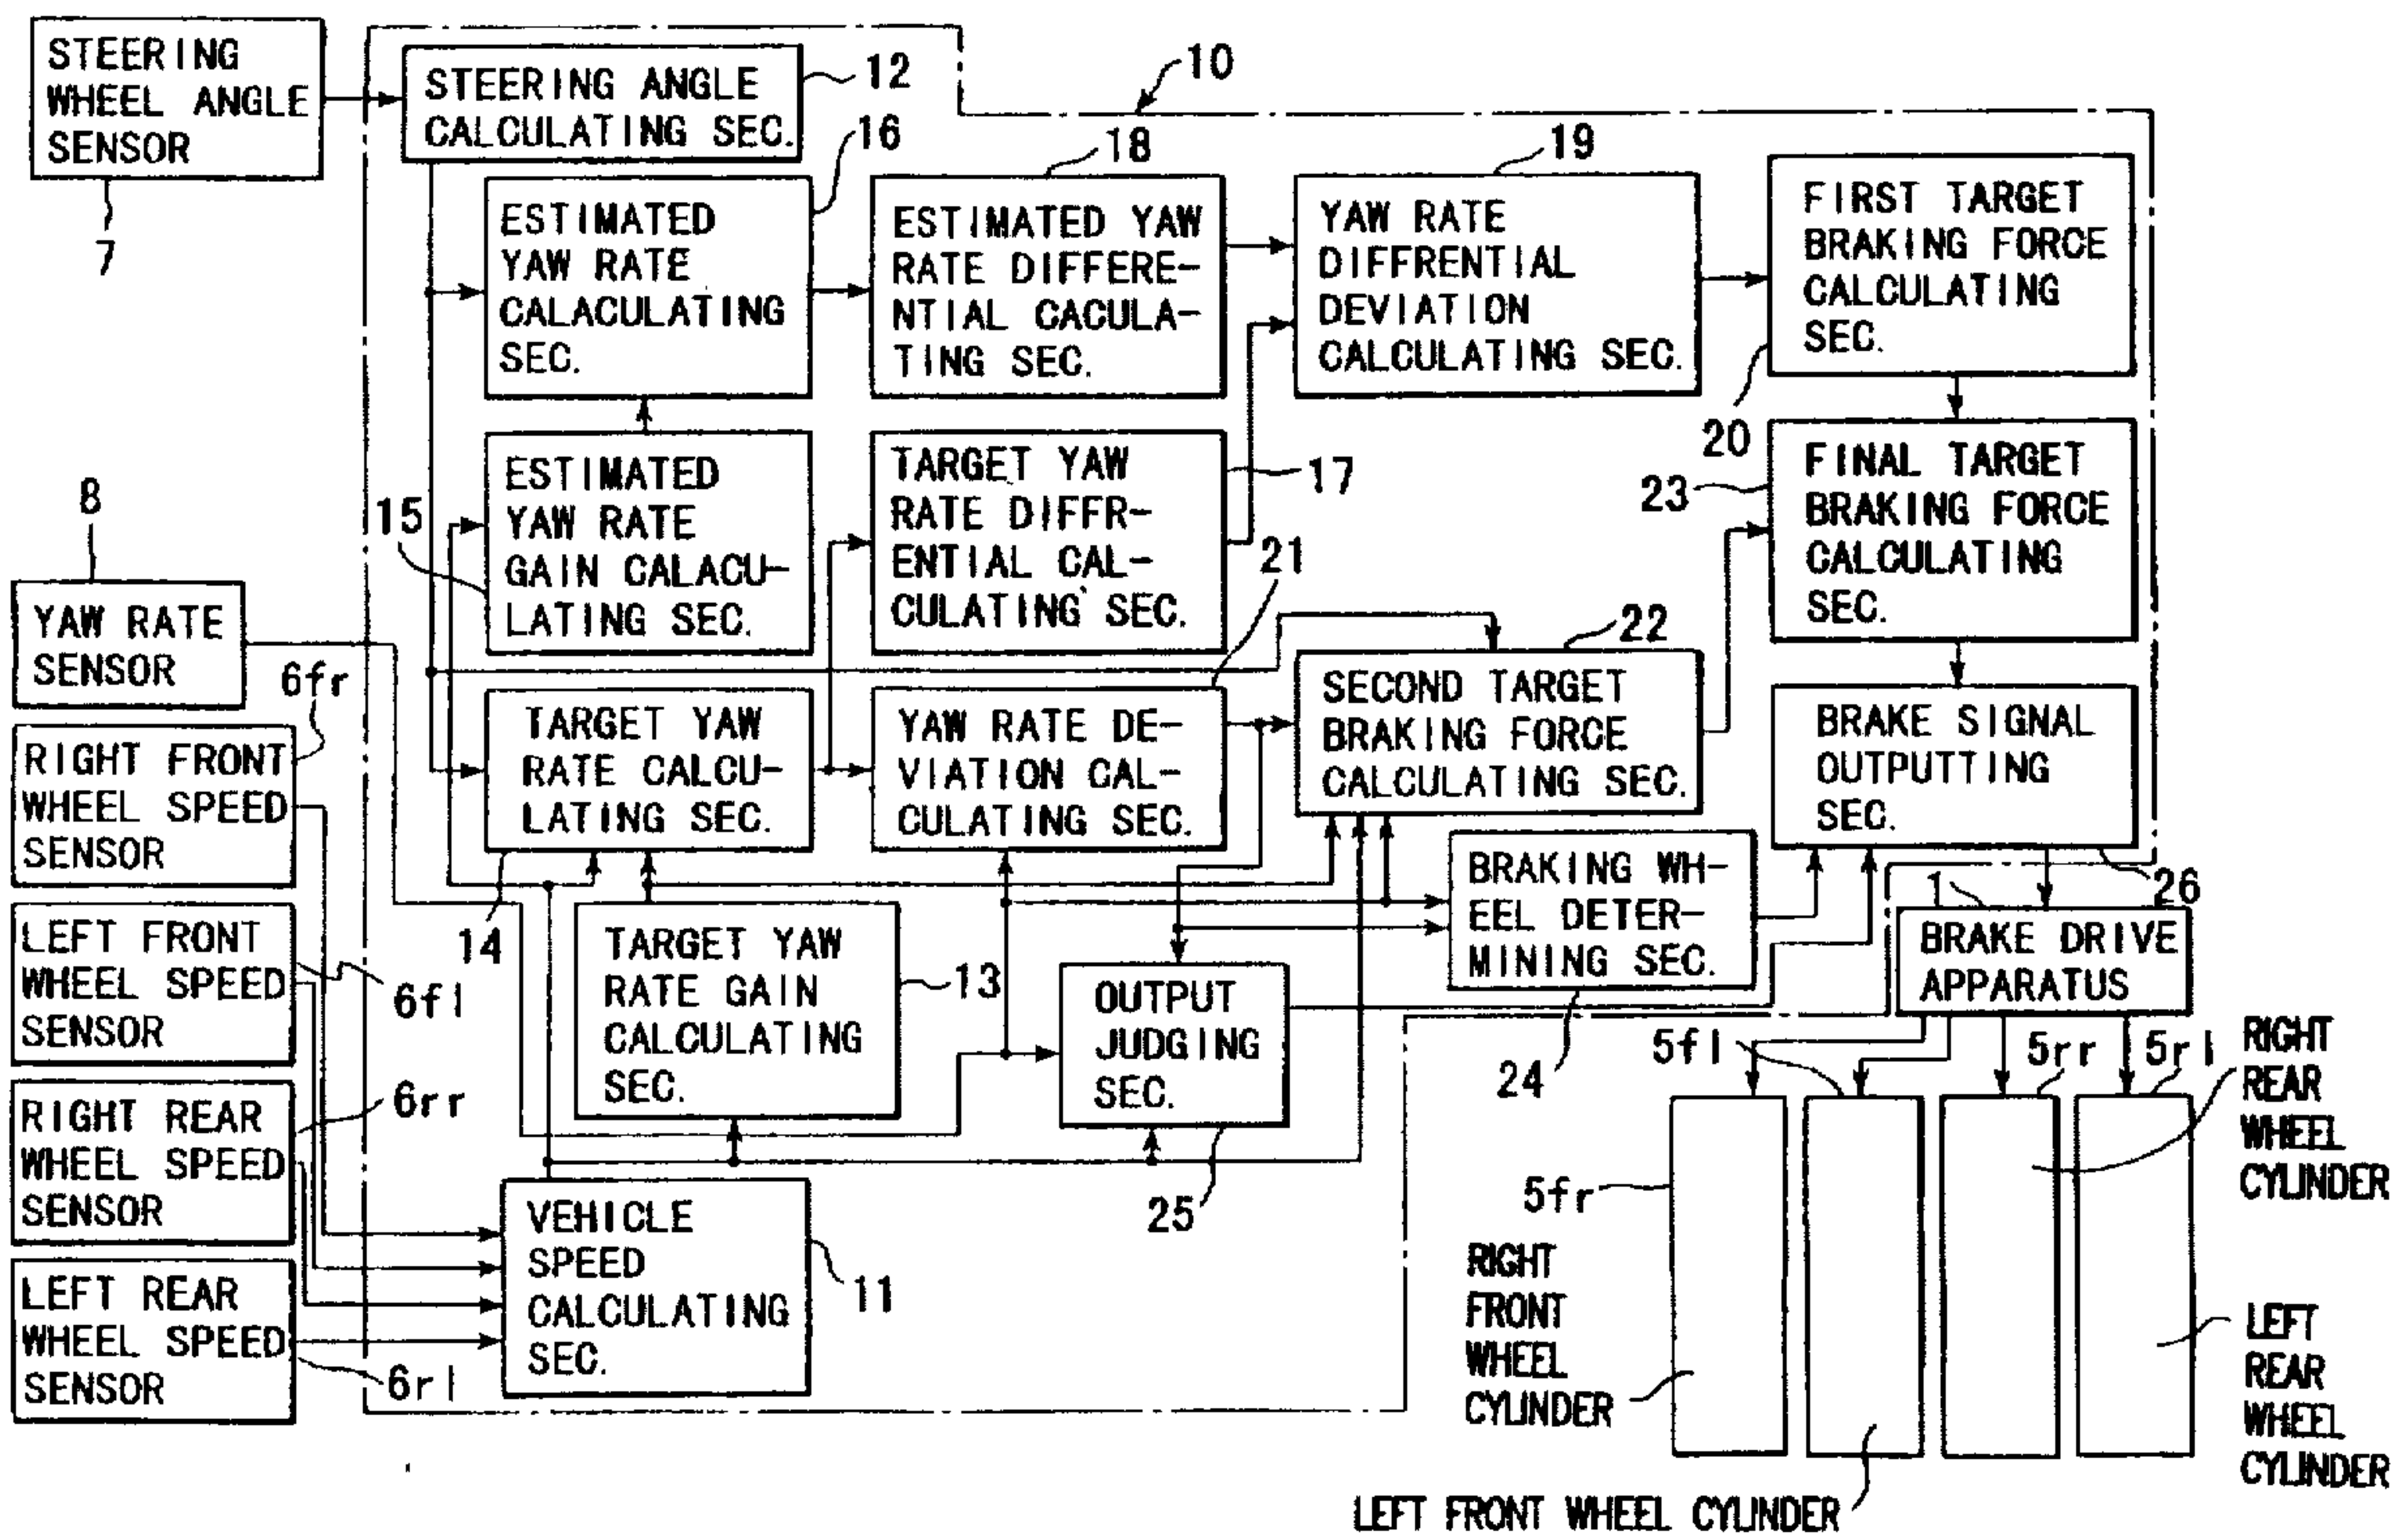 STEERING
WHEEL ANGLE
SENSOR
7
10
STEERING ANGLE
CALCULATING SEC.
12
16
ESTIMATED
YAW RATE
CALACULATING
SEC.
18
ESTIMATED YAW
RATE DIFFERE-
NTIAL CACULA-
TING SEC.
19
YAW RATE
DIFFRENTIAL
DEVIATION
CALCULATING SEC.
FIRST TARGET
BRAKING FORCE
CALCULATING
SEC.
20
15
ESTIMATED
YAW RATE
GAIN CALACU-
LATING SEC.
TARGET YAW
RATE DIFFR-
ENTIAL CAL-
CULATING SEC.
17
23
FINAL TARGET
BRAKING FORCE
CALCULATING
SEC.
8
YAW RATE
SENSOR
21
22
TARGET YAW
RATE CALCU-
LATING SEC.
14
YAW RATE DE-
VIATION CAL-
CULATING SEC.
SECOND TARGET
BRAKING FORCE
CALCULATING SEC.
BRAKE SIGNAL
OUTPUTTING
SEC.
26
6fr
RIGHT FRONT
WHEEL SPEED
SENSOR
LEFT FRONT
WHEEL SPEED
SENSOR
6fl
TARGET YAW
RATE GAIN
CALCULATING
SEC.
13
OUTPUT
JUDGING
SEC.
25
BRAKING WH-
EEL DETER-
MINING SEC.
24
1
BRAKE DRIVE
APPARATUS
RIGHT REAR
WHEEL SPEED
SENSOR
6rr
LEFT REAR
WHEEL SPEED
SENSOR
6rl
VEHICLE
SPEED
CALCULATING
SEC.
11
5fl
5rr
5rl
RIGHT
REAR
WHEEL
CYLINDER
5fr
RIGHT
FRONT
WHEEL
CYLINDER
LEFT
REAR
WHEEL
CYLINDER
LEFT FRONT WHEEL CYLINDER